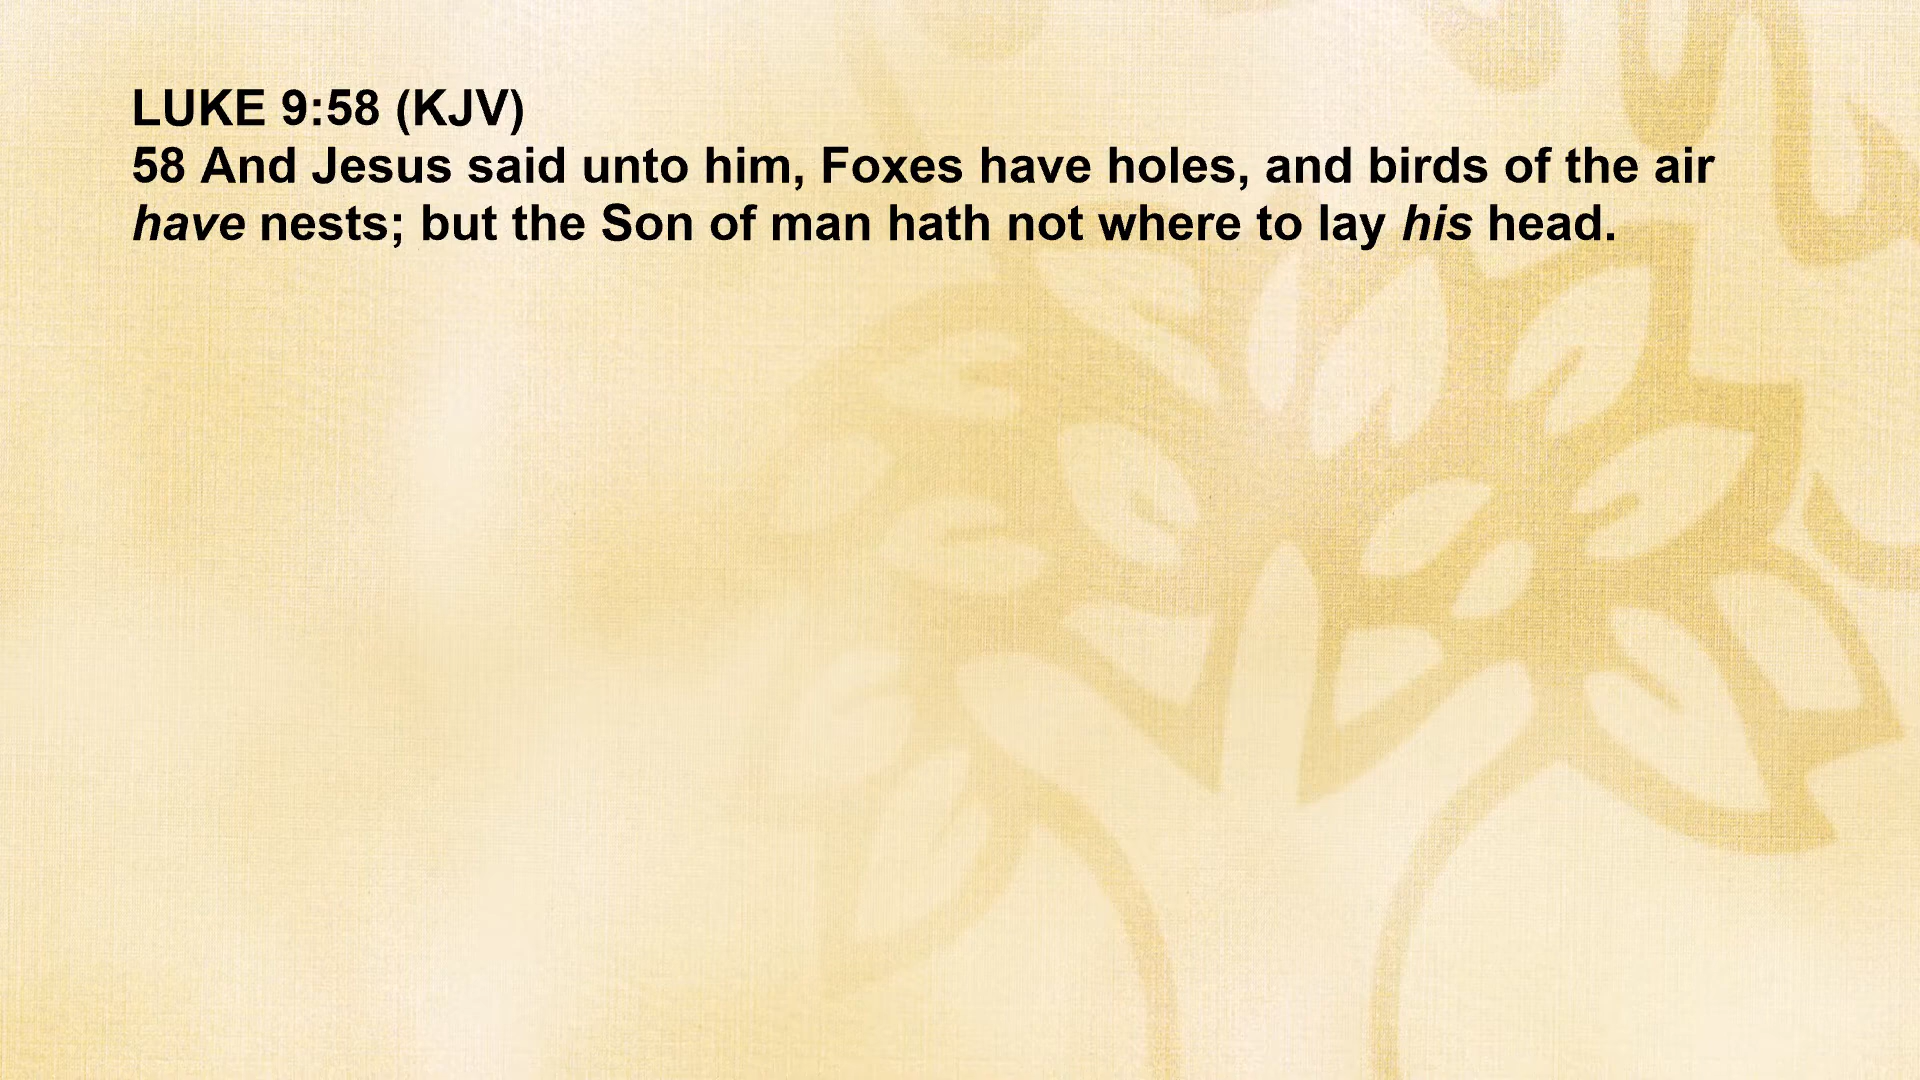 LUKE 9:58 (KJV)
58 And Jesus said unto him, Foxes have holes, and birds of the air
have nests; but the Son of man hath not where to lay his head.